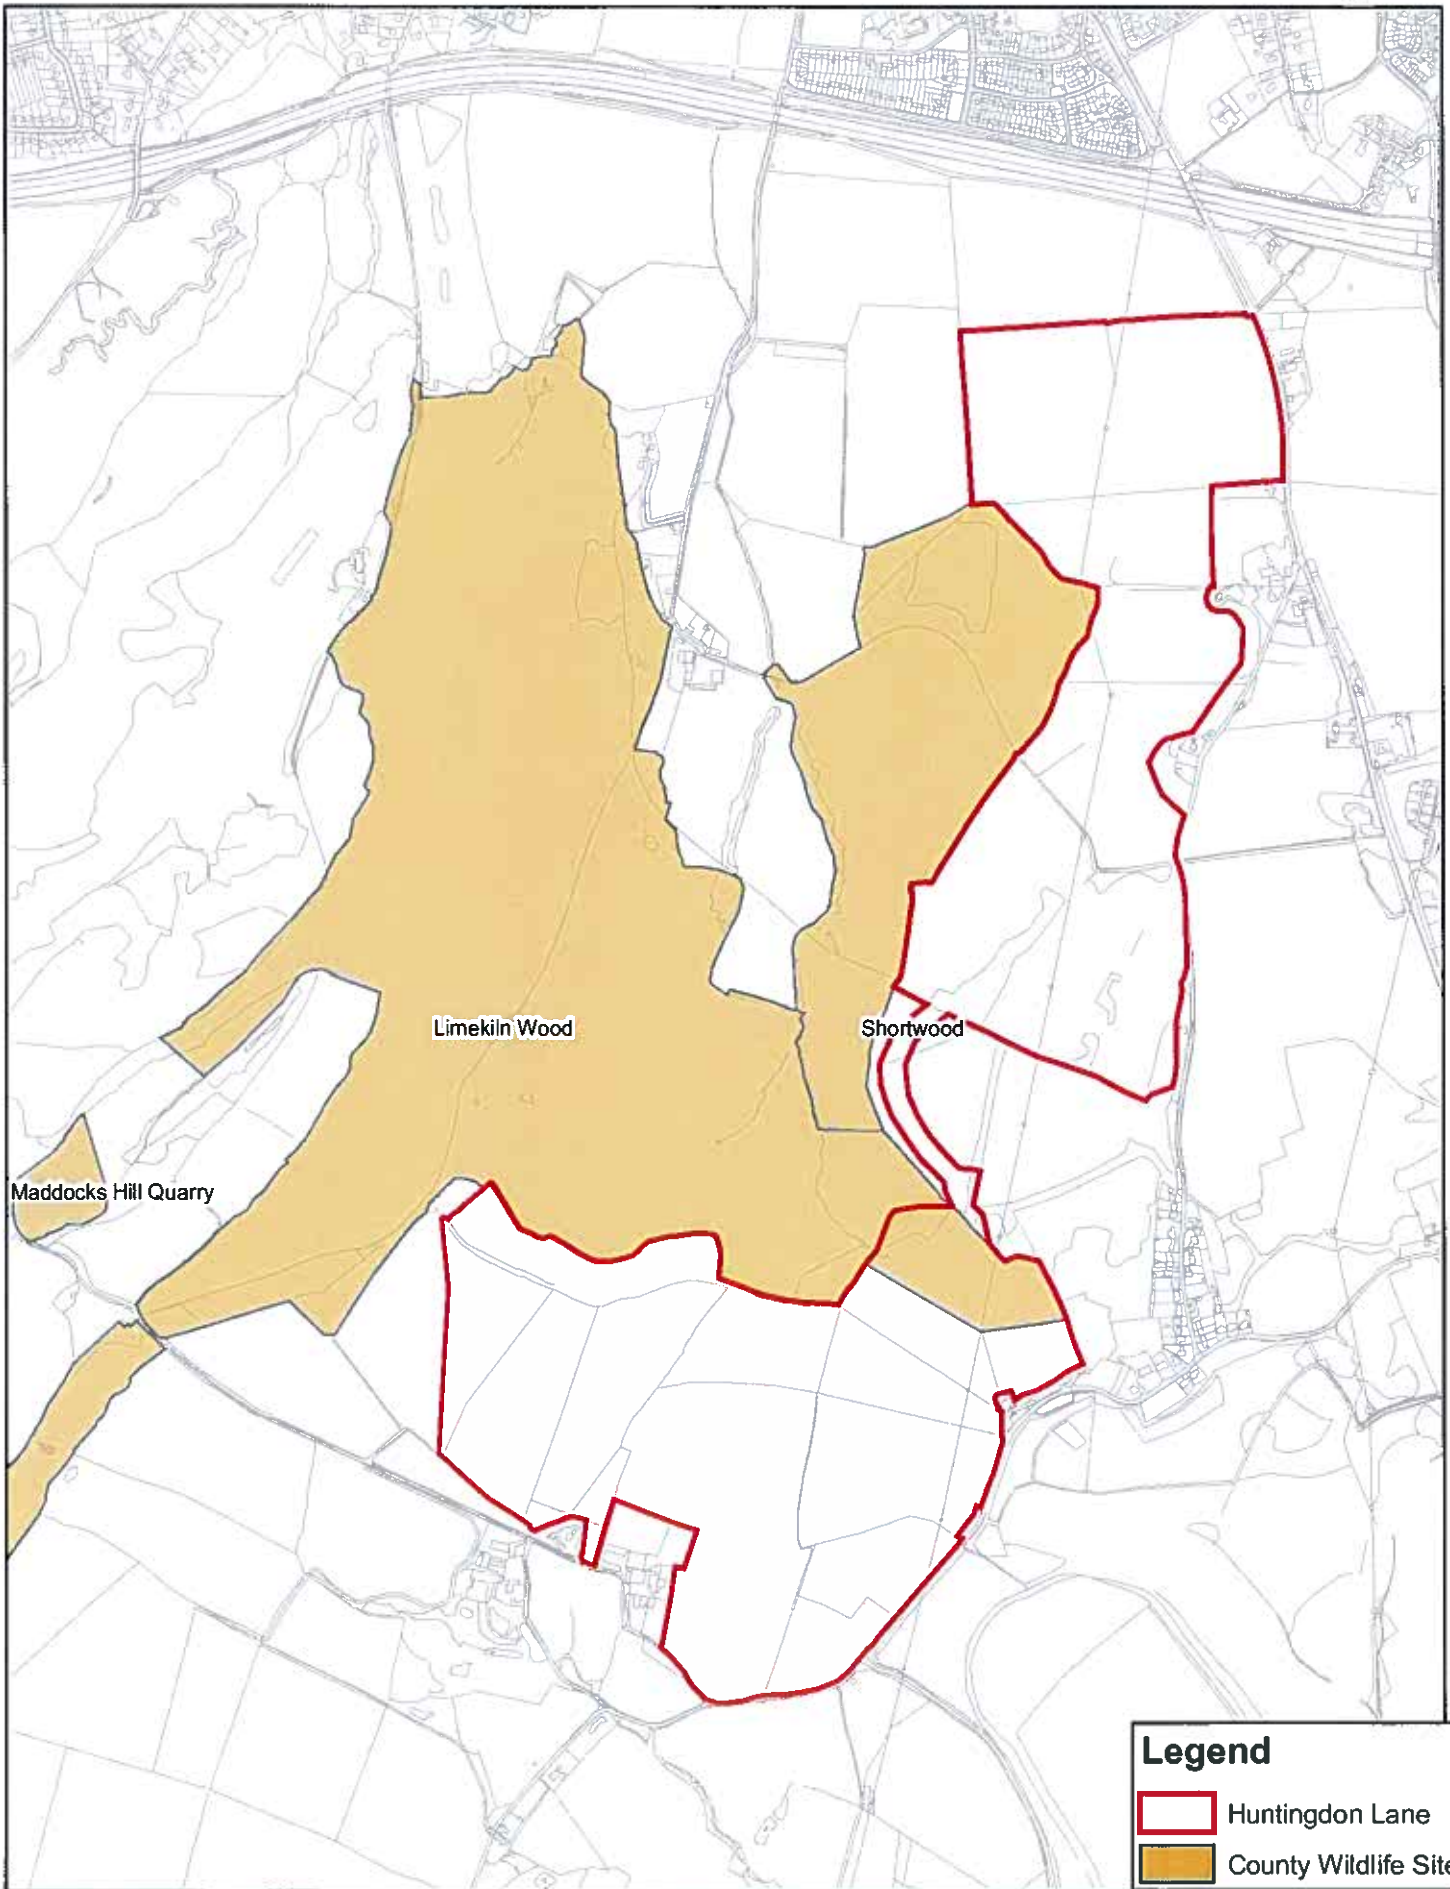 Limekiln Wood
Shortwood
Maddocks Hill Quarry
Legend
Huntingdon Lane
County Wildlife Site